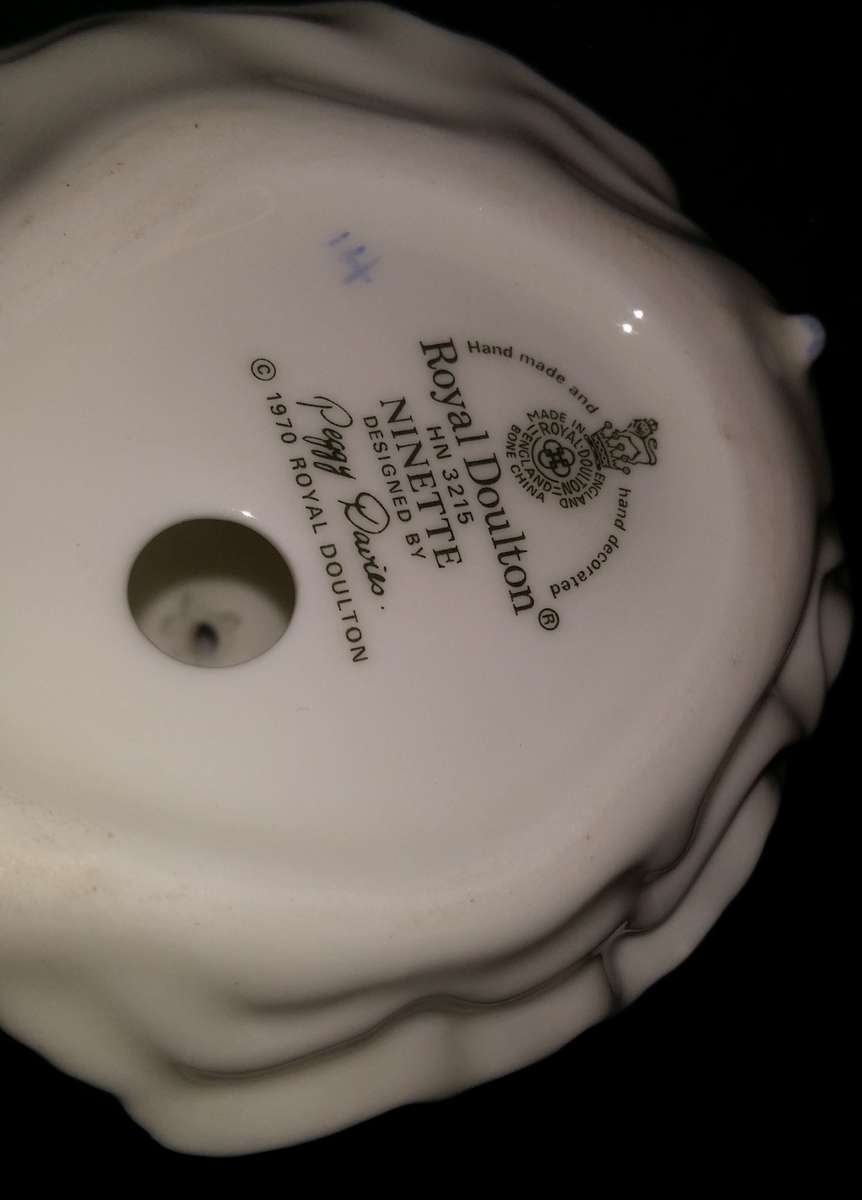 Hand made and
hand decorated
MADE IN ENGLAND
ROYAL·DOULTON
ENGLAND
BONE CHINA
Royal Doulton ®
HN 3215
NINETTE
DESIGNED BY
Peggy Davies.
© 1970 ROYAL DOULTON